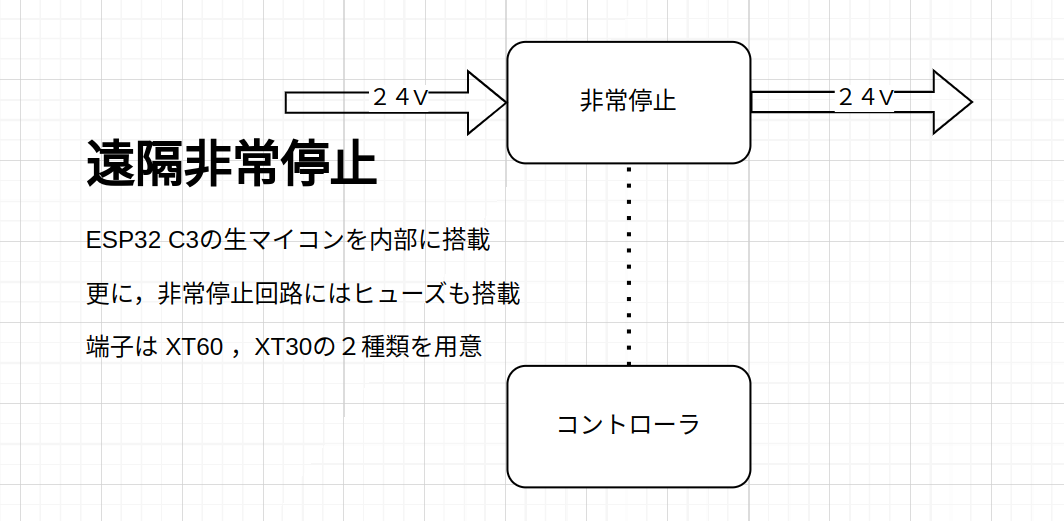 ２４V
非常停止
２４V
遠隔非常停止
ESP32 C3の生マイコンを内部に搭載
更に，非常停止回路にはヒューズも搭載
端子は XT60 ，XT30の２種類を用意
コントローラ